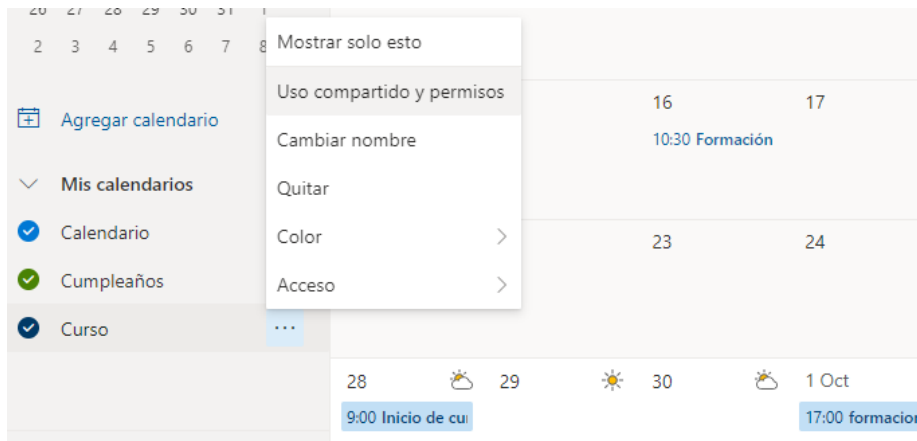 26 27 28 29 30 31 1
2 3 4 5 6 7 8
Agregar calendario
Mis calendarios
Calendario
Cumpleaños
Curso
Mostrar solo esto
Uso compartido y permisos
Cambiar nombre
Quitar
Color
Acceso
16 17
10:30 Formación
23 24
28 29 30 1 Oct
9:00 Inicio de cu
17:00 formacion